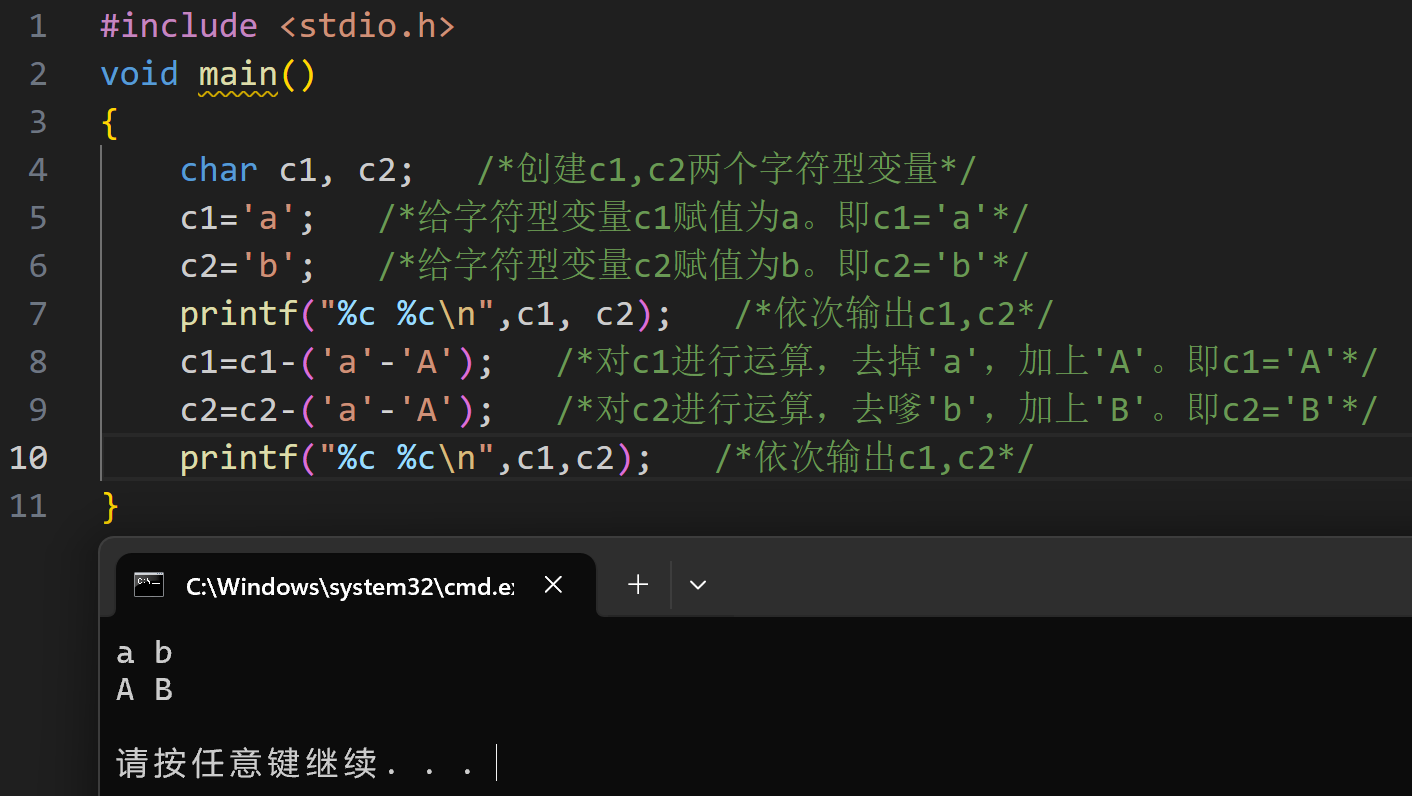 1 #include <stdio.h>
2 void main()
3 {
4 char c1, c2; /*创建c1,c2两个字符型变量*/
5 c1='a'; /*给字符型变量c1赋值为a。即c1='a'*/
6 c2='b'; /*给字符型变量c2赋值为b。即c2='b'*/
7 printf("%c %c\n",c1, c2); /*依次输出c1,c2*/
8 c1=c1-('a'-'A'); /*对c1进行运算，去掉'a'，加上'A'。即c1='A'*/
9 c2=c2-('a'-'A'); /*对c2进行运算，去嗲'b'，加上'B'。即c2='B'*/
10 printf("%c %c\n",c1,c2); /*依次输出c1,c2*/
11 }
C:\Windows\system32\cmd.ex
a b
A B
请按任意键继续. . .